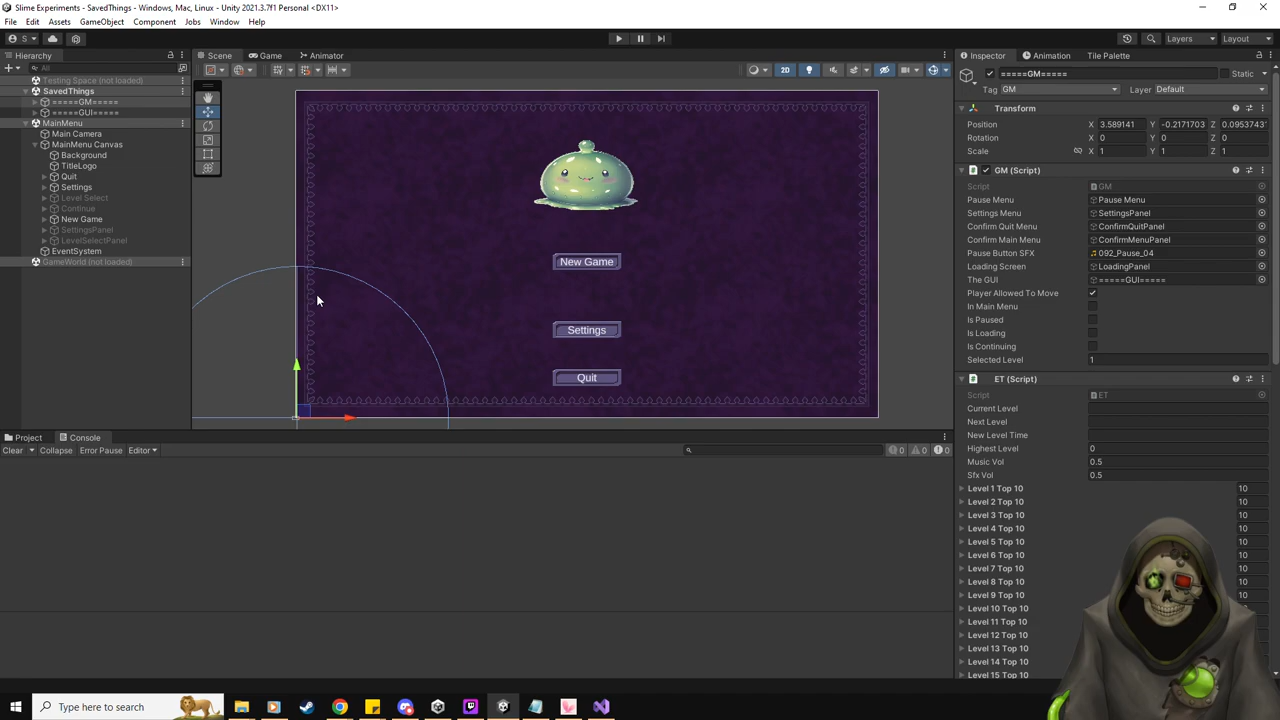 Slime Experiments - SavedThings - Windows, Mac, Linux - Unity 2021.3.7f1 Personal <DX11>
File Edit Assets GameObject Component Jobs Window Help
S Layers Layout
Hierarchy
All
Testing Space (not loaded)
SavedThings
=====GM=====
=====GUI=====
MainMenu
Main Camera
MainMenu Canvas
Background
TitleLogo
Quit
Settings
Level Select
Continue
New Game
SettingsPanel
LevelSelectPanel
EventSystem
GameWorld (not loaded)
Scene Game Animator
2D
New Game
Settings
Quit
Project Console
Clear Collapse Error Pause Editor
0 0 0
Inspector Animation Tile Palette
=====GM===== Static
Tag GM Layer Default
Transform
Position X 3.589141 Y -0.2171703 Z 0.0953743
Rotation X 0 Y 0 Z 0
Scale X 1 Y 1 Z 1
GM (Script)
Script GM
Pause Menu Pause Menu
Settings Menu SettingsPanel
Confirm Quit Menu ConfirmQuitPanel
Confirm Main Menu ConfirmMenuPanel
Pause Button SFX 092_Pause_04
Loading Screen LoadingPanel
The GUI =====GUI=====
Player Allowed To Move
In Main Menu
Is Paused
Is Loading
Is Continuing
Selected Level 1
ET (Script)
Script ET
Current Level
Next Level
New Level Time
Highest Level 0
Music Vol 0.5
Sfx Vol 0.5
Level 1 Top 10 10
Level 2 Top 10 10
Level 3 Top 10 10
Level 4 Top 10 10
Level 5 Top 10 10
Level 6 Top 10 10
Level 7 Top 10 10
Level 8 Top 10 10
Level 9 Top 10 10
Level 10 Top 10
Level 11 Top 10
Level 12 Top 10
Level 13 Top 10
Level 14 Top 10
Level 15 Top 10
Type here to search